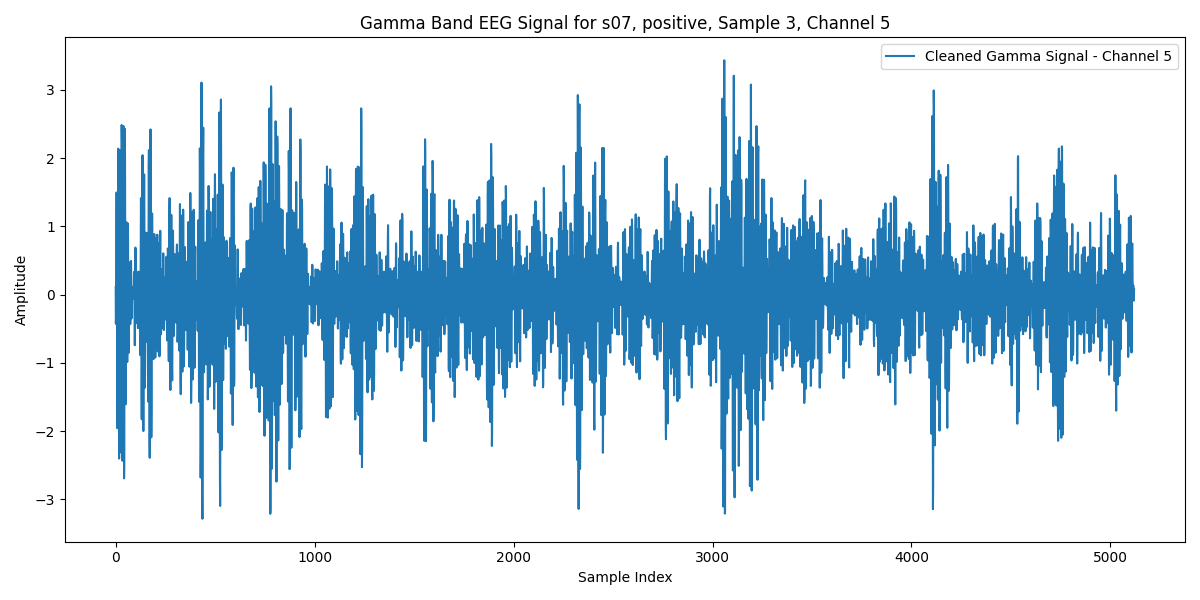 Gamma Band EEG Signal for s07, positive, Sample 3, Channel 5
Cleaned Gamma Signal - Channel 5
3
2
1
0
−1
−2
−3
Amplitude
0 1000 2000 3000 4000 5000
Sample Index